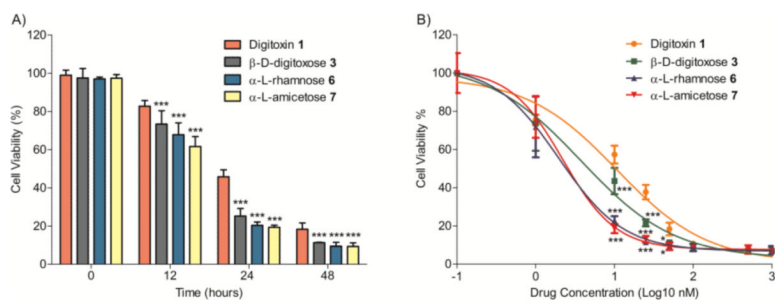 A)
Cell Viability (%)
120
100
80
60
40
20
0
Digitoxin 1
β-D-digitoxose 3
α-L-rhamnose 6
α-L-amicetose 7
*** *** ***
*** *** ***
*** *** ***
0 12 24 48
Time (hours)
B)
Cell Viability %
120
100
80
60
40
20
0
Digitoxin 1
β-D-digitoxose 3
α-L-rhamnose 6
α-L-amicetose 7
***
***
***
***
***
***
*
*
-1 0 1 2 3
Drug Concentration (Log10 nM)